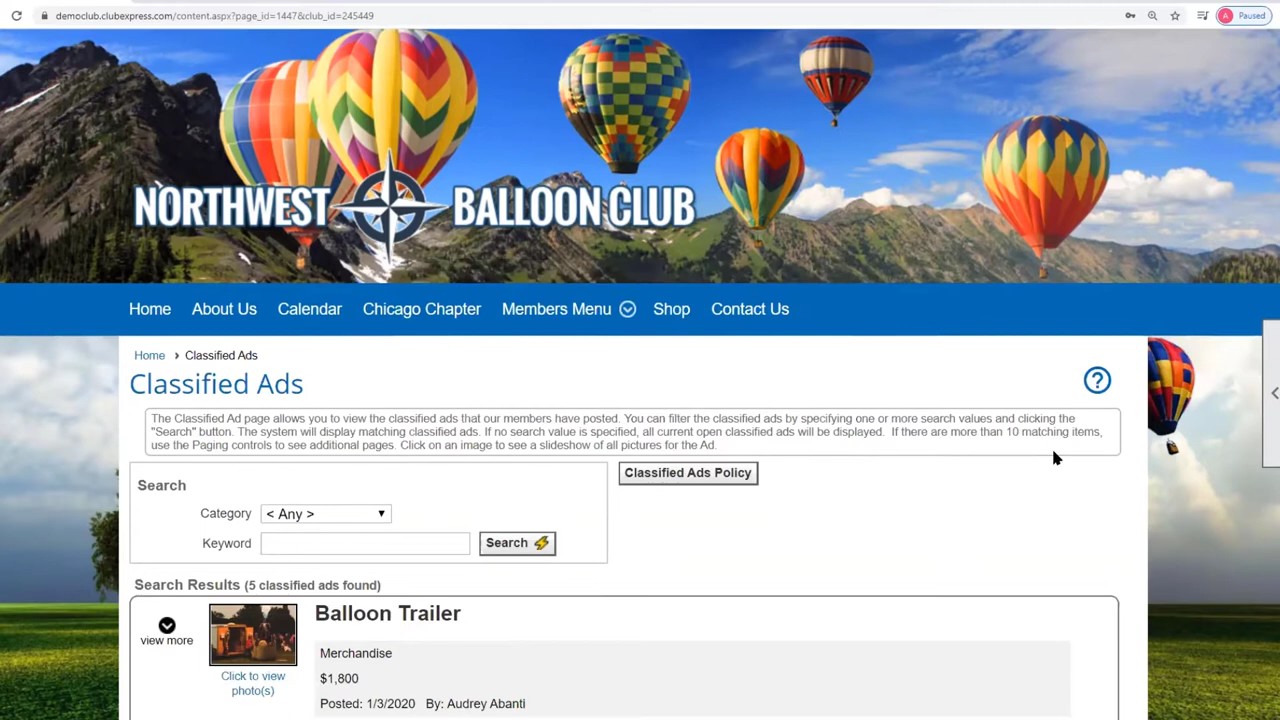 democlub.clubexpress.com/content.aspx?page_id=1447&club_id=245449
A Paused
NORTHWEST BALLOON CLUB
Home About Us Calendar Chicago Chapter Members Menu Shop Contact Us
Home › Classified Ads
Classified Ads
?
The Classified Ad page allows you to view the classified ads that our members have posted. You can filter the classified ads by specifying one or more search values and clicking the
"Search" button. The system will display matching classified ads. If no search value is specified, all current open classified ads will be displayed. If there are more than 10 matching items,
use the Paging controls to see additional pages. Click on an image to see a slideshow of all pictures for the Ad.
Search
Classified Ads Policy
Category < Any >
Keyword Search
Search Results (5 classified ads found)
Balloon Trailer
view more
Merchandise
$1,800
Click to view
photo(s)
Posted: 1/3/2020 By: Audrey Abanti